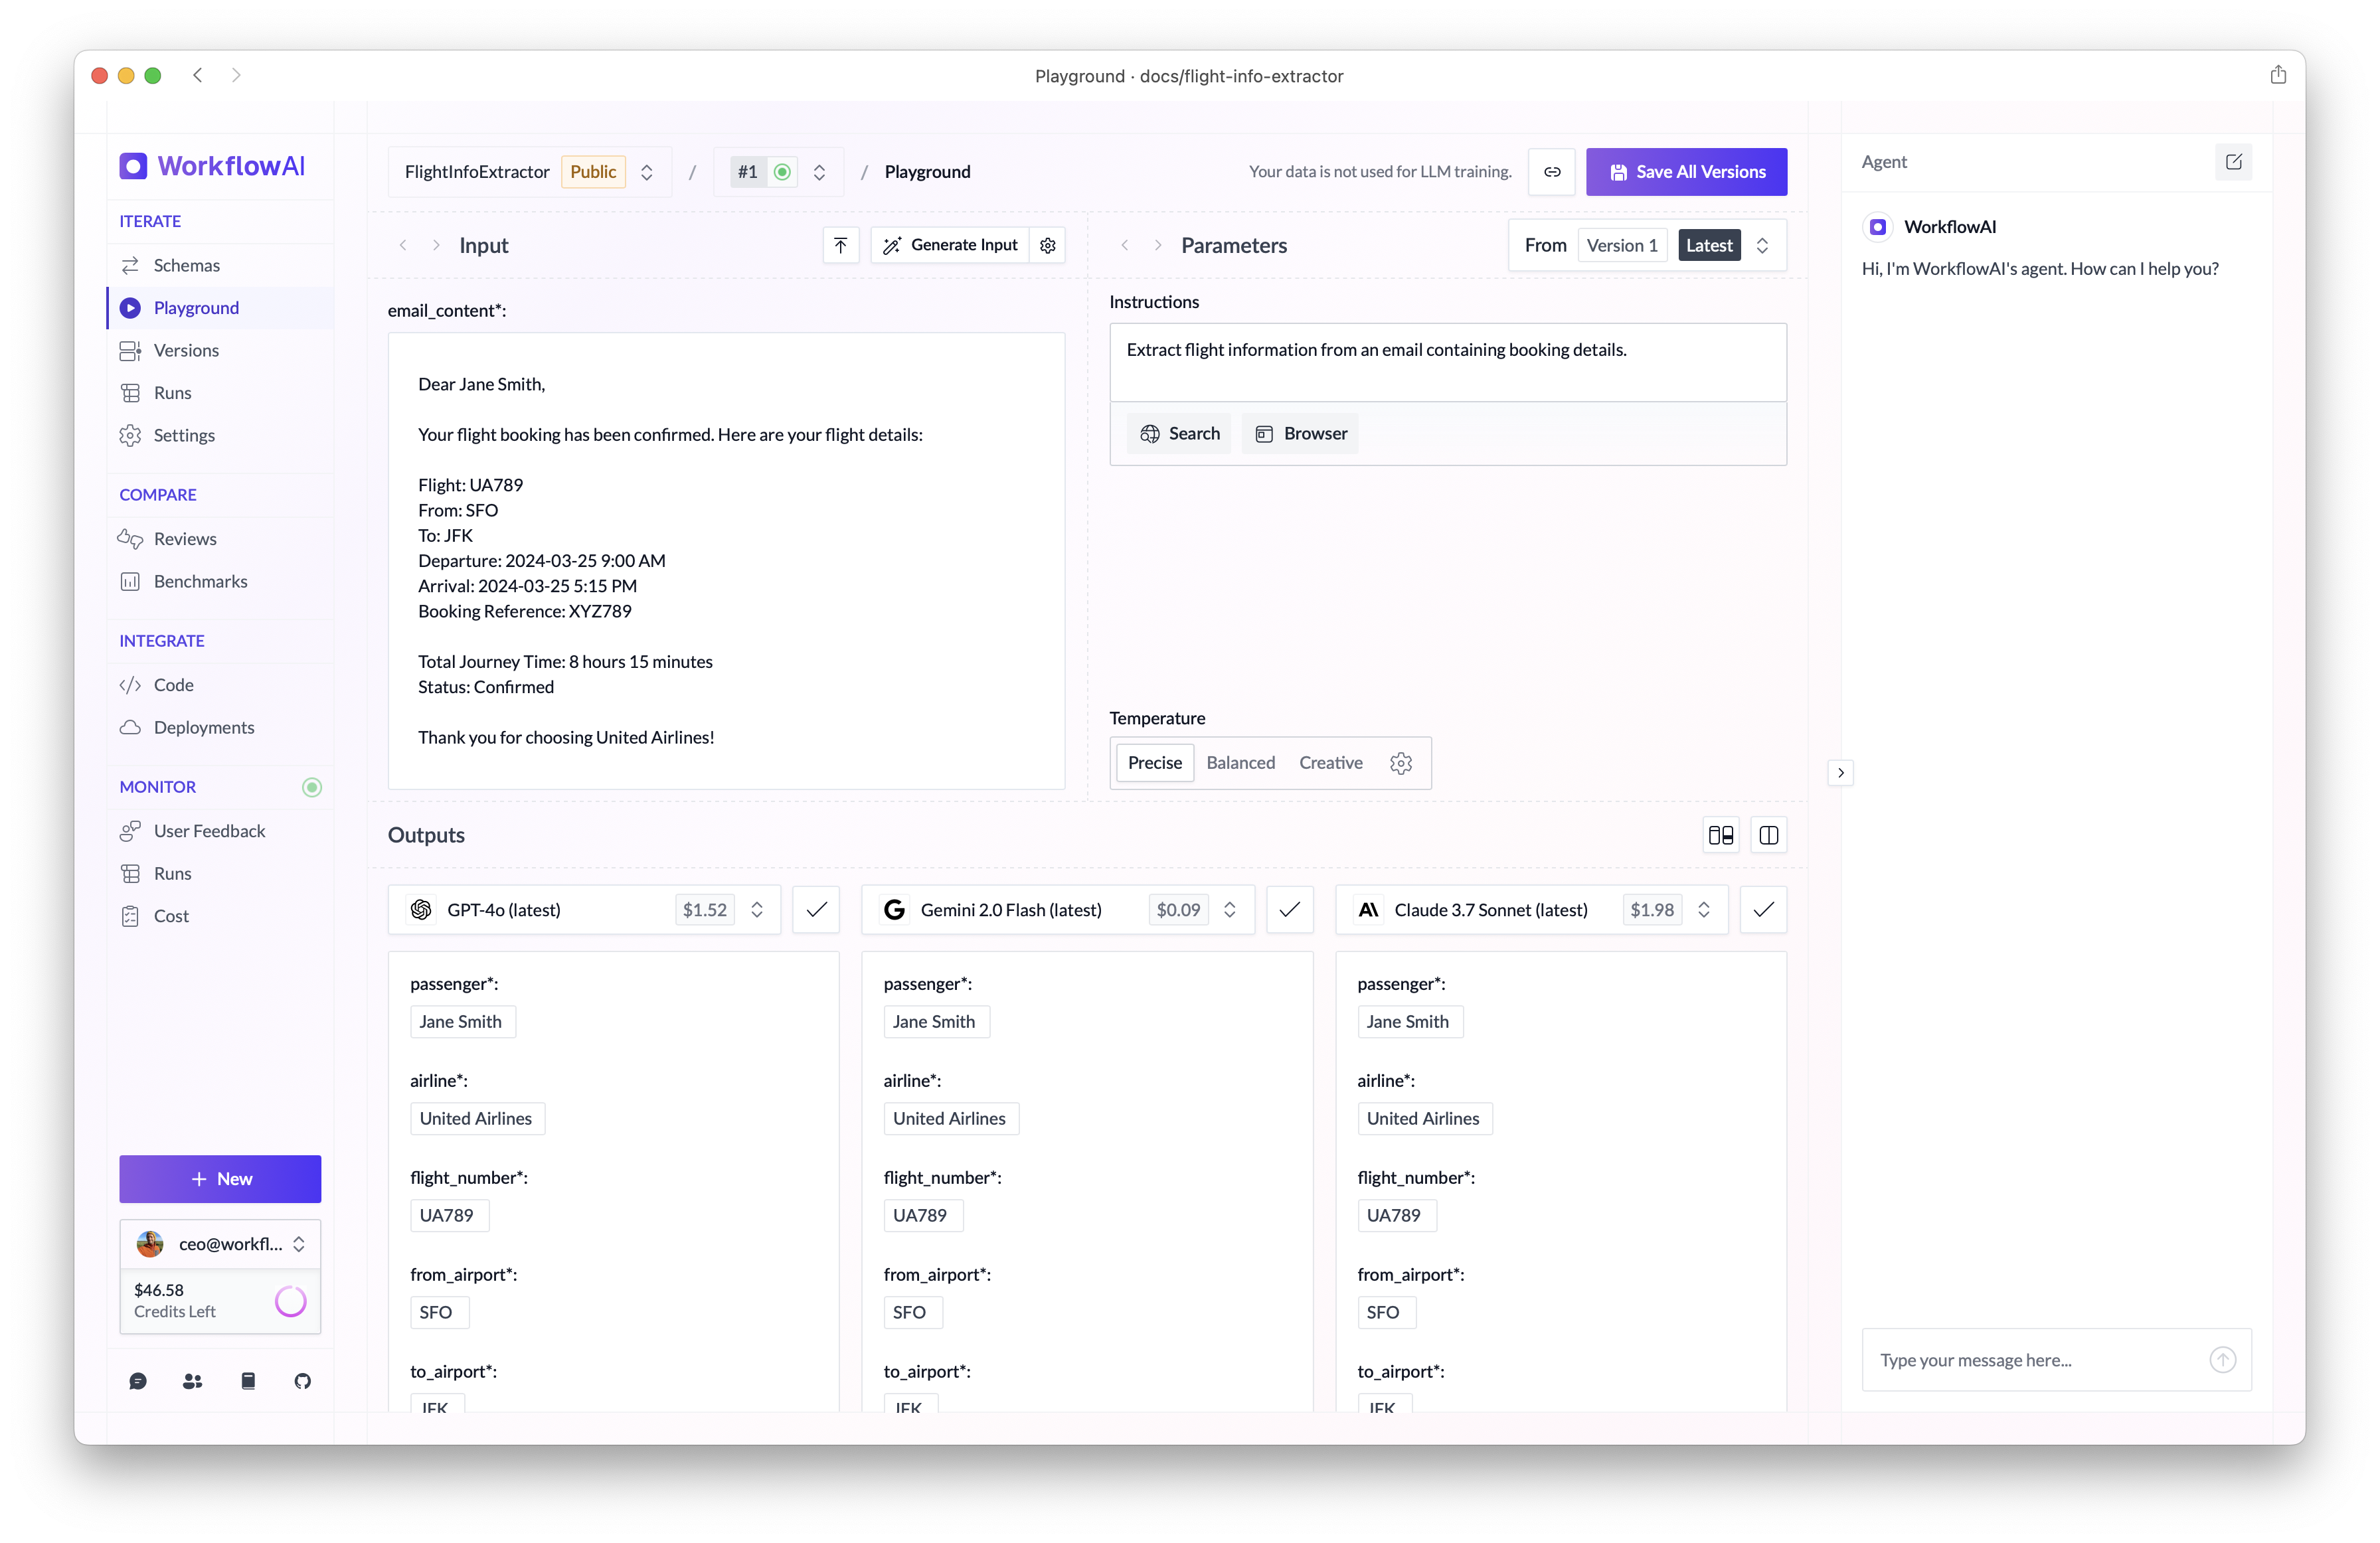 Playground · docs/flight-info-extractor
WorkflowAI
ITERATE
Schemas
Playground
Versions
Runs
Settings
COMPARE
Reviews
Benchmarks
INTEGRATE
Code
Deployments
MONITOR
User Feedback
Runs
Cost
+ New
ceo@workfl...
$46.58
Credits Left
FlightInfoExtractor Public / #1 / Playground
Your data is not used for LLM training.
Save All Versions
Input
Generate Input
email_content*:
Dear Jane Smith,
Your flight booking has been confirmed. Here are your flight details:
Flight: UA789
From: SFO
To: JFK
Departure: 2024-03-25 9:00 AM
Arrival: 2024-03-25 5:15 PM
Booking Reference: XYZ789
Total Journey Time: 8 hours 15 minutes
Status: Confirmed
Thank you for choosing United Airlines!
Parameters
From Version 1 Latest
Instructions
Extract flight information from an email containing booking details.
Search Browser
Temperature
Precise Balanced Creative
Outputs
GPT-4o (latest) $1.52
passenger*:
Jane Smith
airline*:
United Airlines
flight_number*:
UA789
from_airport*:
SFO
to_airport*:
JFK
Gemini 2.0 Flash (latest) $0.09
passenger*:
Jane Smith
airline*:
United Airlines
flight_number*:
UA789
from_airport*:
SFO
to_airport*:
JFK
Claude 3.7 Sonnet (latest) $1.98
passenger*:
Jane Smith
airline*:
United Airlines
flight_number*:
UA789
from_airport*:
SFO
to_airport*:
JFK
Agent
WorkflowAI
Hi, I'm WorkflowAI's agent. How can I help you?
Type your message here...